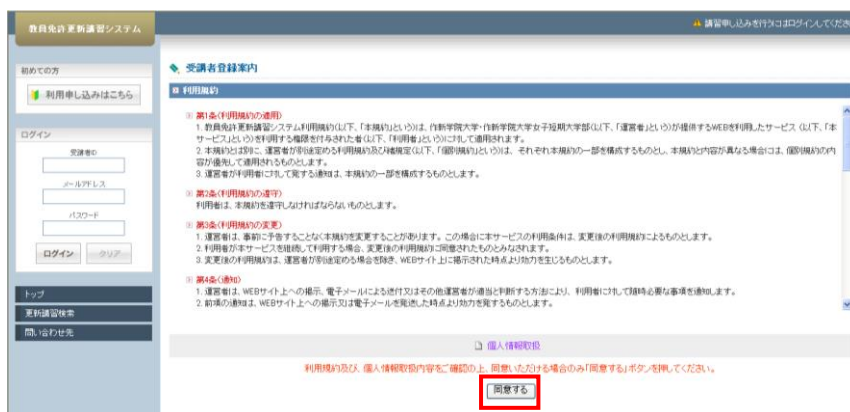 教員免許更新講習システム
講習申し込みを行うにはログインしてくださ
初めての方
利用申し込みはこちら
ログイン
受講者ID
メールアドレス
パスワード
ログイン クリア
トップ
更新講習検索
問い合わせ先
受講者登録案内
利用規約
第1条(利用規約の適用)
1. 教員免許更新講習システム利用規約(以下、「本規約」という)は、作新学院大学・作新学院大学女子短期大学部(以下、「運営者」という)が提供するWEBを利用したサービス（以下、「本
サービス」という)を利用する権限を付与された者(以下、「利用者」という)に対して適用されます。
2. 本規約とは別に、運営者が別途定める利用規約及び諸規定(以下、「個別規約」という)は、それぞれ本規約の一部を構成するものとし、本規約と内容が異なる場合には、個別規約の内
容が優先して適用されるものとします。
3. 運営者が利用者に対して発する通知は、本規約の一部を構成するものとします。
第2条(利用規約の遵守)
利用者は、本規約を遵守しなければならないものとします。
第3条(利用規約の変更)
1. 運営者は、事前に予告することなく本規約を変更することがあります。この場合に本サービスの利用条件は、変更後の利用規約によるものとします。
2. 利用者が本サービスを継続して利用する場合、変更後の利用規約に同意されたものとみなされます。
3. 変更後の利用規約は、運営者が別途定める場合を除き、WEBサイト上に掲示された時点より効力を生じるものとします。
第4条(通知)
1. 運営者は、WEBサイト上への掲示、電子メールによる送付又はその他運営者が適当と判断する方法により、利用者に対して随時必要な事項を通知します。
2. 前項の通知は、WEBサイト上への掲示又は電子メールを発送した時点より効力を発するものとします。
個人情報取扱
利用規約及び、個人情報取扱内容をご確認の上、同意いただける場合のみ「同意する」ボタンを押してください。
同意する